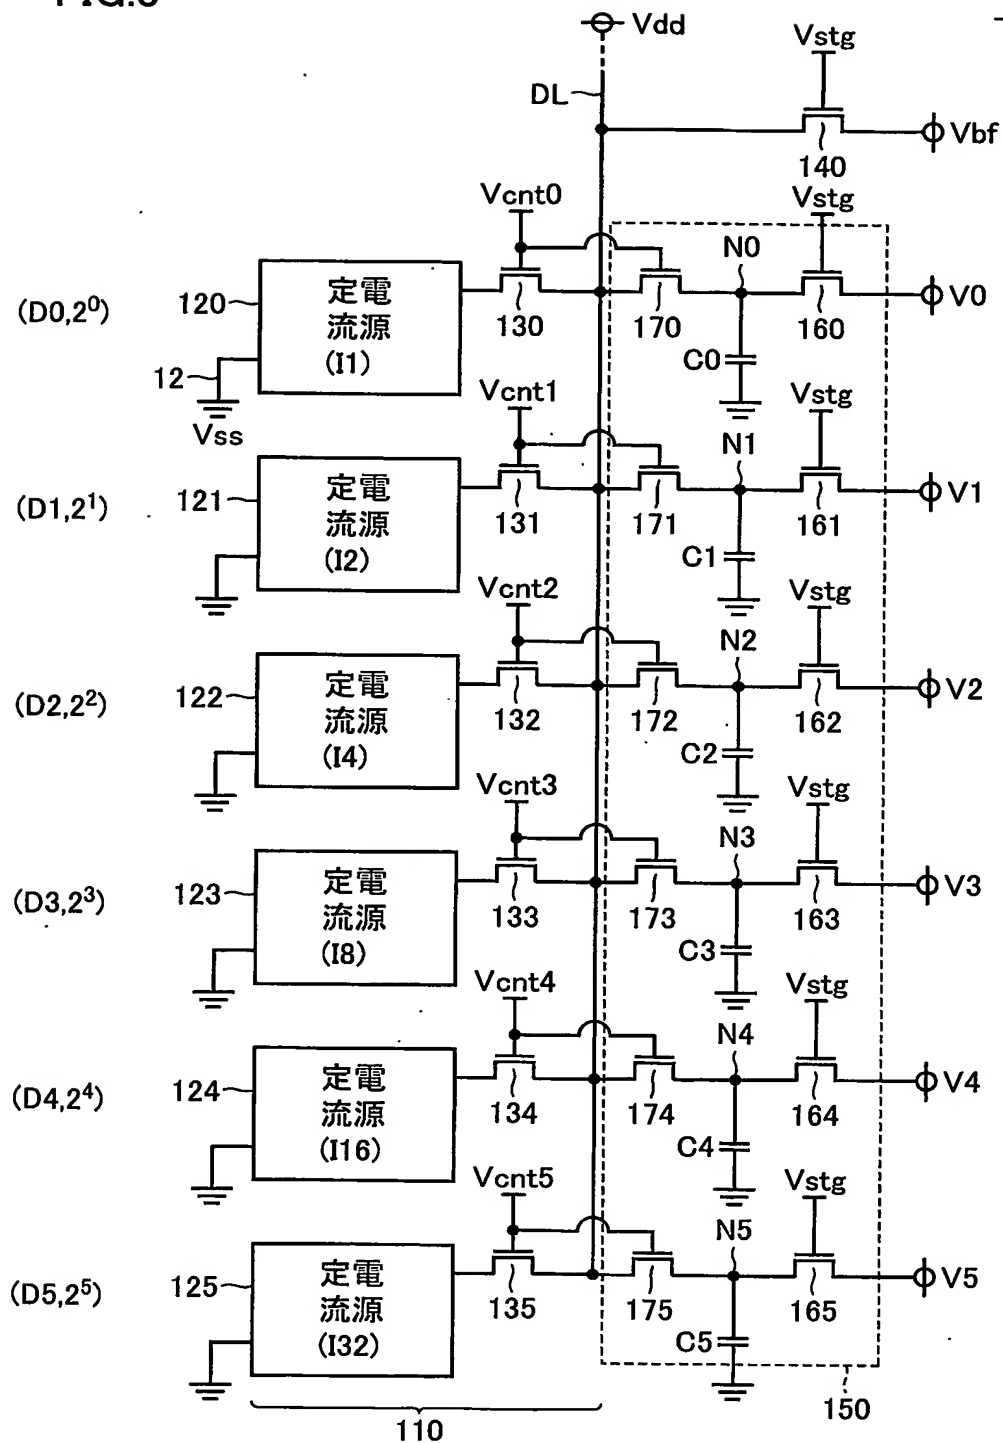 Vdd
Vstg
DL
Vbf
140
Vcnt0
Vstg
N0
(D0,2⁰)
120
定電
流源
(I1)
130
170
160
V0
12
C0
Vss
Vcnt1
Vstg
N1
(D1,2¹)
121
定電
流源
(I2)
131
171
161
V1
C1
Vcnt2
Vstg
N2
(D2,2²)
122
定電
流源
(I4)
132
172
162
V2
C2
Vcnt3
Vstg
N3
(D3,2³)
123
定電
流源
(I8)
133
173
163
V3
C3
Vcnt4
Vstg
N4
(D4,2⁴)
124
定電
流源
(I16)
134
174
164
V4
C4
Vcnt5
Vstg
N5
(D5,2⁵)
125
定電
流源
(I32)
135
175
165
V5
C5
110
150